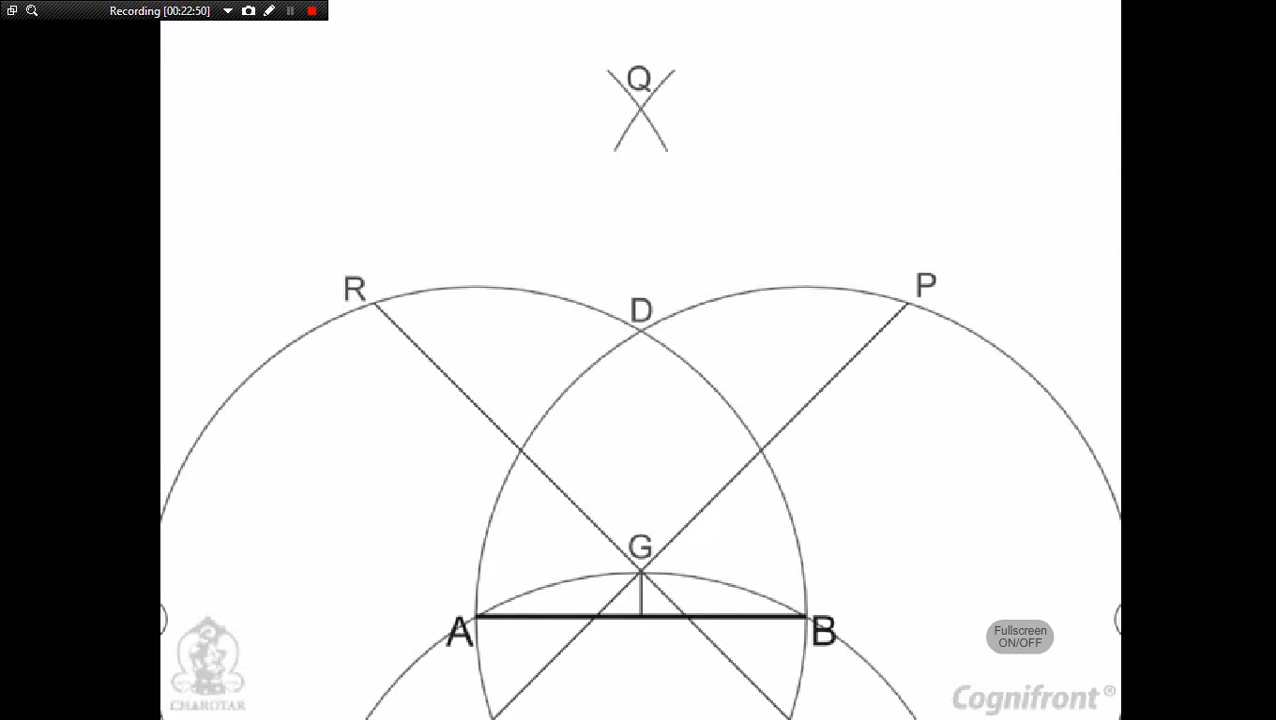 Recording [00:22:50]
Q
R
P
D
G
A
B
Fullscreen
ON/OFF
CHAROTAR
Cognifront®